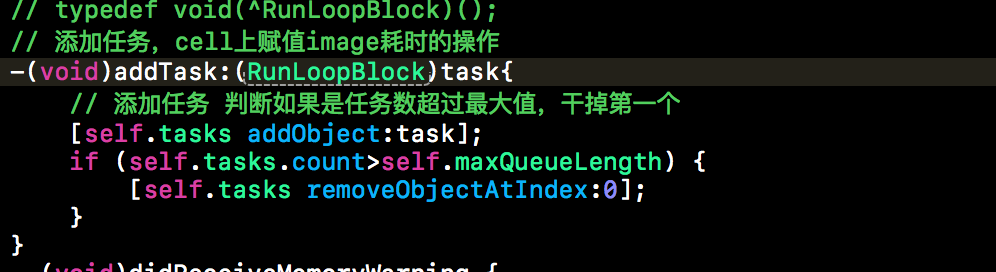 // typedef void(^RunLoopBlock)();
// 添加任务，cell上赋值image耗时的操作
-(void)addTask:(RunLoopBlock)task{
// 添加任务 判断如果是任务数超过最大值，干掉第一个
[self.tasks addObject:task];
if (self.tasks.count>self.maxQueueLength) {
[self.tasks removeObjectAtIndex:0];
}
}
(void)didReceiveMemoryWarning {